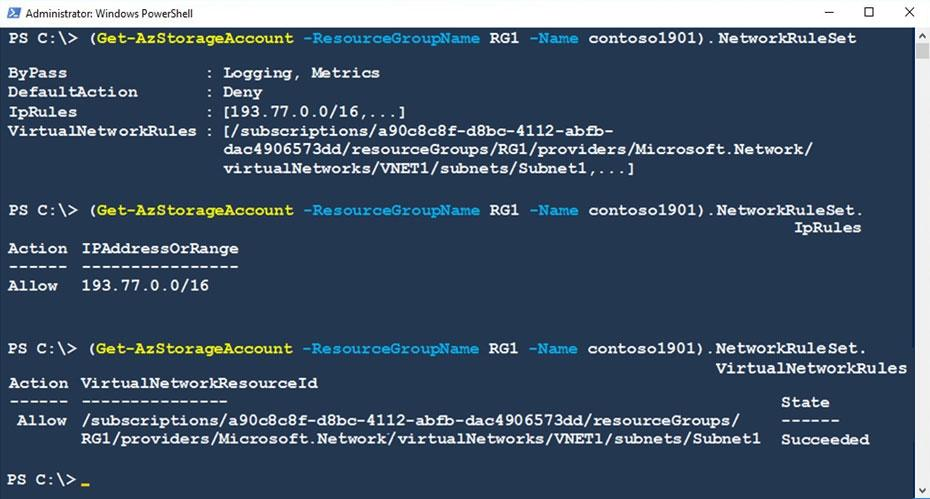 Administrator: Windows PowerShell
PS C:\> (Get-AzStorageAccount -ResourceGroupName RG1 -Name contoso1901).NetworkRuleSet
ByPass : Logging, Metrics
DefaultAction : Deny
IpRules : [193.77.0.0/16,...]
VirtualNetworkRules : [/subscriptions/a90c8c8f-d8bc-4112-abfb-
dac4906573dd/resourceGroups/RG1/providers/Microsoft.Network/
virtualNetworks/VNET1/subnets/Subnet1,...]
PS C:\> (Get-AzStorageAccount -ResourceGroupName RG1 -Name contoso1901).NetworkRuleSet.
IpRules
Action IPAddressOrRange
------ ----------------
Allow 193.77.0.0/16
PS C:\> (Get-AzStorageAccount -ResourceGroupName RG1 -Name contoso1901).NetworkRuleSet.
VirtualNetworkRules
Action VirtualNetworkResourceId State
------ --------------- ------
Allow /subscriptions/a90c8c8f-d8bc-4112-abfb-dac4906573dd/resourceGroups/
RG1/providers/Microsoft.Network/virtualNetworks/VNET1/subnets/Subnet1 Succeeded
PS C:\>_